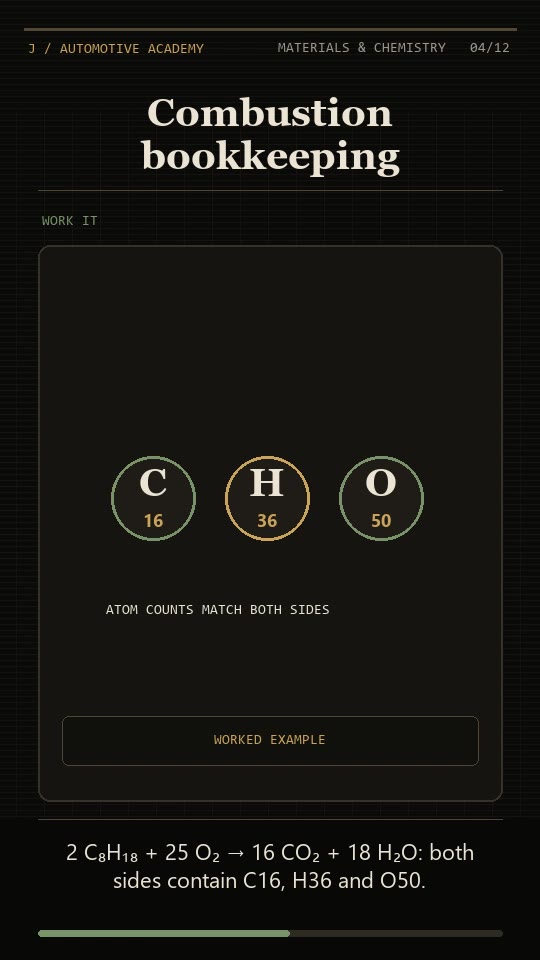 J / AUTOMOTIVE ACADEMY
MATERIALS & CHEMISTRY 04/12
Combustion
bookkeeping
WORK IT
C
16
H
36
O
50
ATOM COUNTS MATCH BOTH SIDES
WORKED EXAMPLE
2 C₈H₁₈ + 25 O₂ → 16 CO₂ + 18 H₂O: both
sides contain C16, H36 and O50.